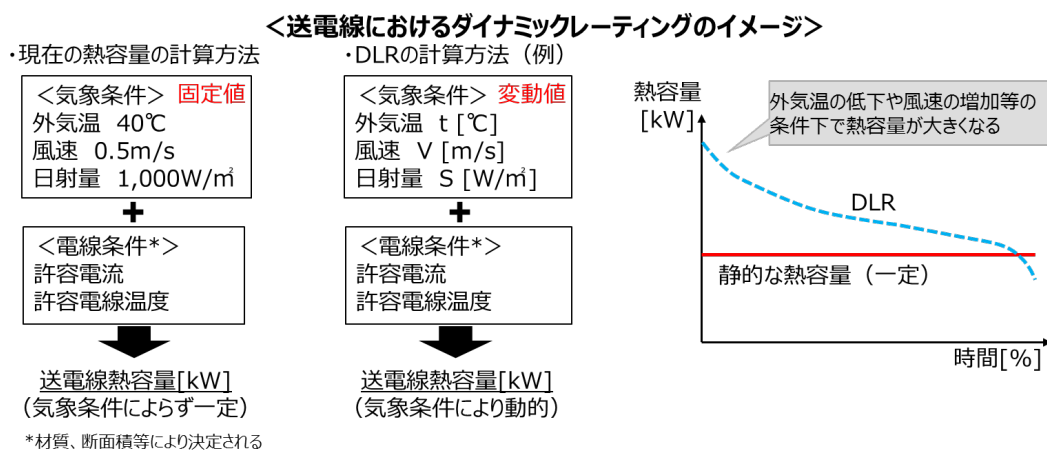 ＜送電線におけるダイナミックレーティングのイメージ＞
・現在の熱容量の計算方法
＜気象条件＞ 固定値
外気温 40℃
風速 0.5m/s
日射量 1,000W/㎡
+
＜電線条件*＞
許容電流
許容電線温度
送電線熱容量[kW]
(気象条件によらず一定)
*材質、断面積等により決定される
・DLRの計算方法（例）
＜気象条件＞ 変動値
外気温 t [℃]
風速 V [m/s]
日射量 S [W/㎡]
+
＜電線条件*＞
許容電流
許容電線温度
送電線熱容量[kW]
(気象条件により動的)
熱容量
[kW]
外気温の低下や風速の増加等の
条件下で熱容量が大きくなる
DLR
静的な熱容量（一定）
時間[%]